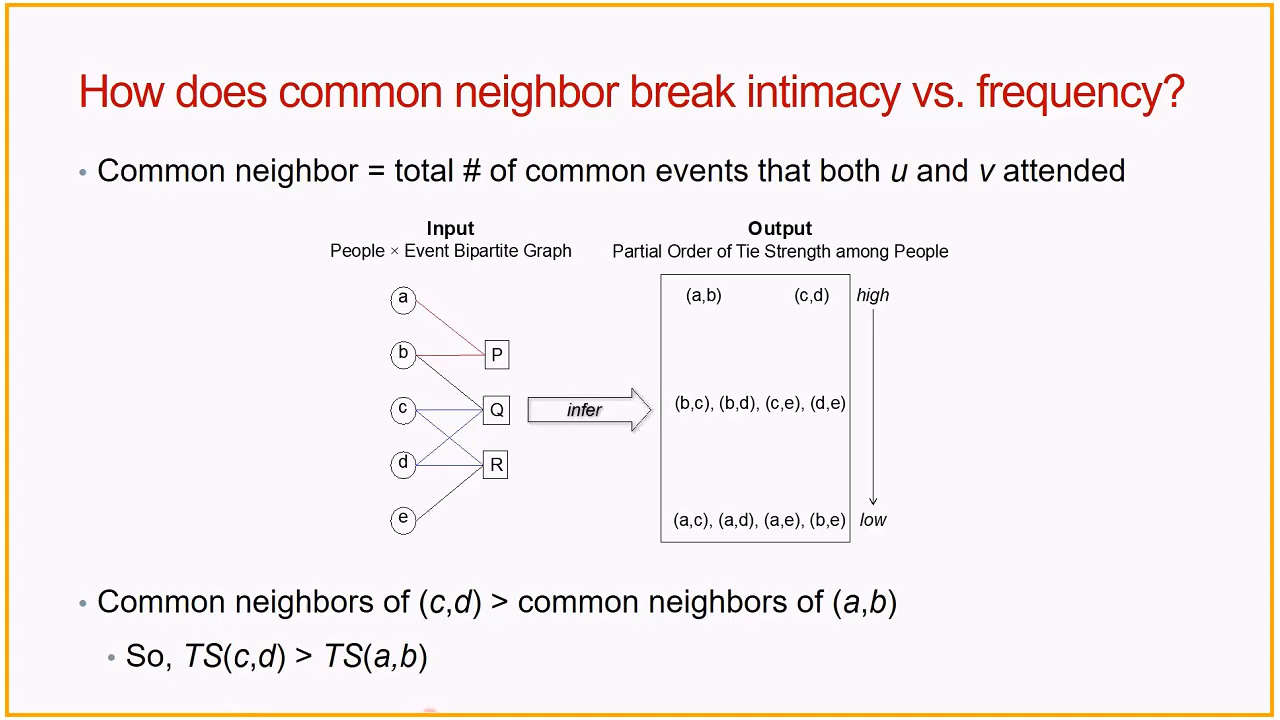 How does common neighbor break intimacy vs. frequency?
• Common neighbor = total # of common events that both u and v attended
Input
People × Event Bipartite Graph
a
b
c
d
e
P
Q
R
infer
Output
Partial Order of Tie Strength among People
(a,b) (c,d) high
(b,c), (b,d), (c,e), (d,e)
(a,c), (a,d), (a,e), (b,e) low
• Common neighbors of (c,d) > common neighbors of (a,b)
• So, TS(c,d) > TS(a,b)